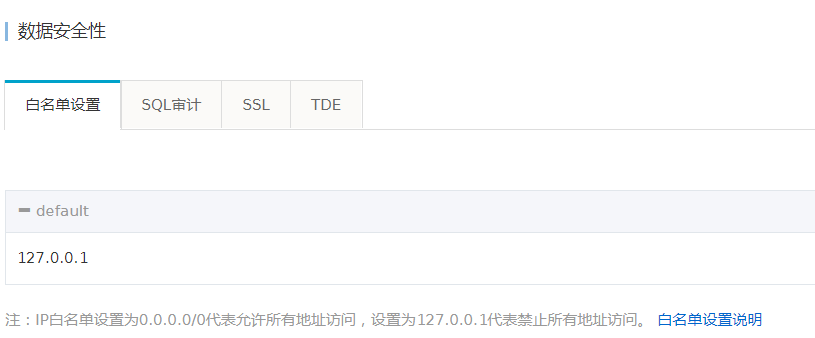 数据安全性
白名单设置 SQL审计 SSL TDE
default
127.0.0.1
注：IP白名单设置为0.0.0.0/0代表允许所有地址访问，设置为127.0.0.1代表禁止所有地址访问。 白名单设置说明